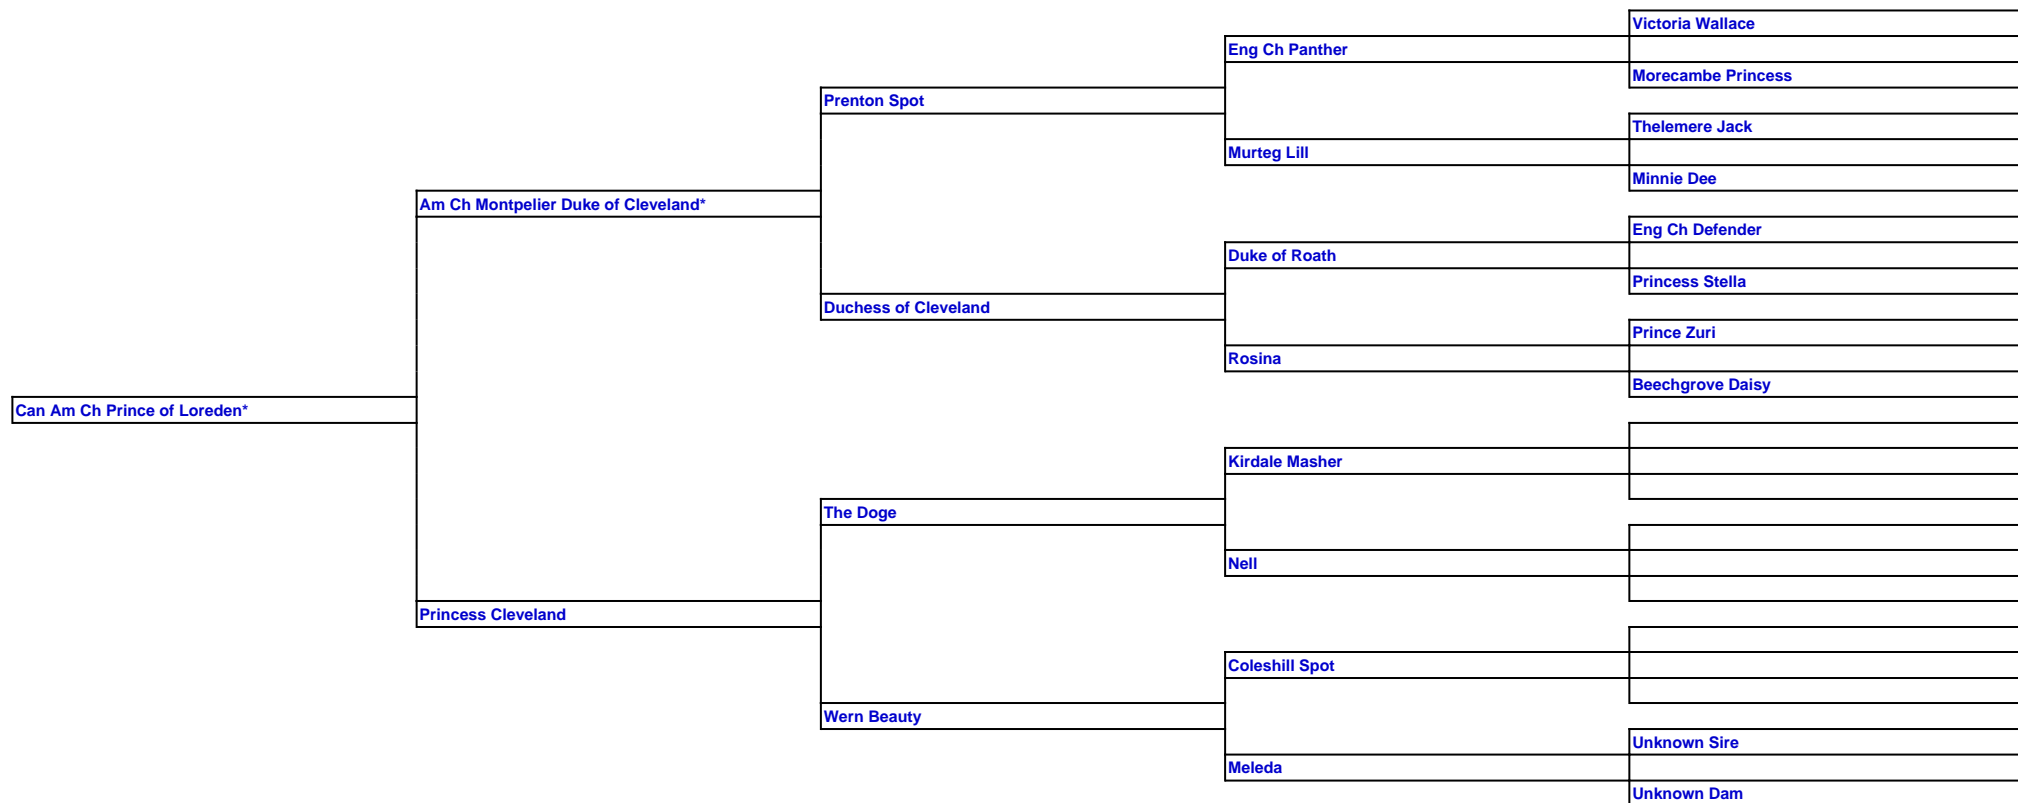 Victoria Wallace
Eng Ch Panther
Morecambe Princess
Prenton Spot
Thelemere Jack
Murteg Lill
Minnie Dee
Am Ch Montpelier Duke of Cleveland*
Eng Ch Defender
Duke of Roath
Princess Stella
Duchess of Cleveland
Prince Zuri
Rosina
Beechgrove Daisy
Can Am Ch Prince of Loreden*
Kirdale Masher
The Doge
Nell
Princess Cleveland
Coleshill Spot
Wern Beauty
Unknown Sire
Meleda
Unknown Dam